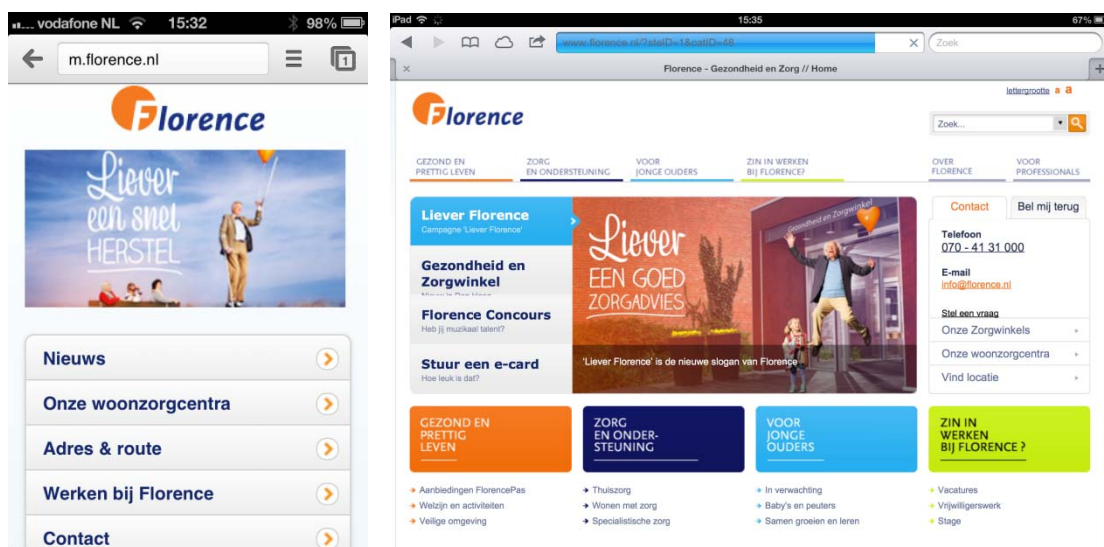 vodafone NL 15:32 98%
m.florence.nl 1
Florence
Liever
een snel
HERSTEL
Nieuws
Onze woonzorgcentra
Adres & route
Werken bij Florence
Contact
iPad 15:35 67%
www.florence.nl/?steID=1&catID=48 Zoek
Florence - Gezondheid en Zorg // Home
lettergrootte a a
Florence
Zoek...
GEZOND EN
PRETTIG LEVEN
ZORG
EN ONDERSTEUNING
VOOR
JONGE OUDERS
ZIN IN WERKEN
BIJ FLORENCE?
OVER
FLORENCE
VOOR
PROFESSIONALS
Liever Florence
Campagne 'Liever Florence'
Gezondheid en
Zorgwinkel
Nieuw in Den Haag
Florence Concours
Heb jij muzikaal talent?
Stuur een e-card
Hoe leuk is dat?
Gezondheid en Zorgwinkel
Liever
EEN GOED
ZORGADVIES
'Liever Florence' is de nieuwe slogan van Florence.
Contact Bel mij terug
Telefoon
070 - 41 31 000
E-mail
info@florence.nl
Stel een vraag
Onze Zorgwinkels
Onze woonzorgcentra
Vind locatie
GEZOND EN
PRETTIG
LEVEN
ZORG
EN ONDER-
STEUNING
VOOR
JONGE
OUDERS
ZIN IN
WERKEN
BIJ FLORENCE ?
Aanbiedingen FlorencePas
Welzijn en activiteiten
Veilige omgeving
Thuiszorg
Wonen met zorg
Specialistische zorg
In verwachting
Baby's en peuters
Samen groeien en leren
Vacatures
Vrijwilligerswerk
Stage